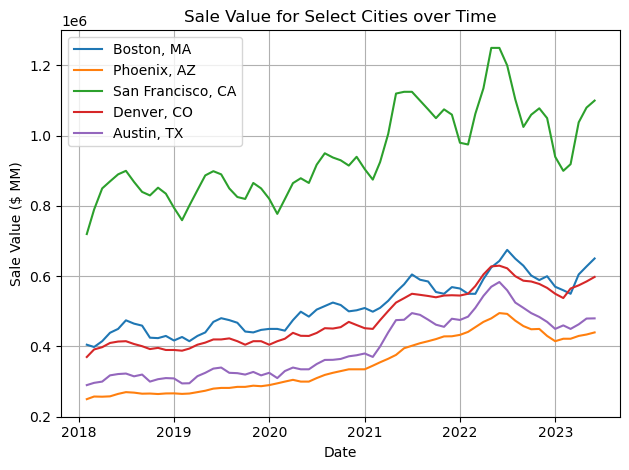 Sale Value for Select Cities over Time
1e6
Boston, MA
Phoenix, AZ
San Francisco, CA
Denver, CO
Austin, TX
1.2
1.0
0.8
0.6
0.4
0.2
Sale Value ($ MM)
2018 2019 2020 2021 2022 2023
Date